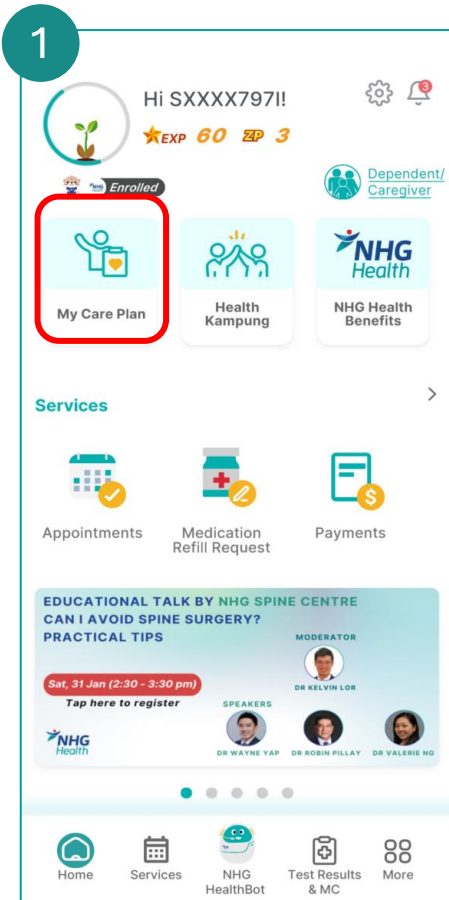 1
Hi SXXXX797I!
3
EXP 60 ZP 3
NHG Health Enrolled
Dependent/
Caregiver
NHG
Health
My Care Plan
Health
Kampung
NHG Health
Benefits
Services
Appointments
Medication
Refill Request
Payments
EDUCATIONAL TALK BY NHG SPINE CENTRE
CAN I AVOID SPINE SURGERY?
PRACTICAL TIPS
MODERATOR
DR KELVIN LOR
Sat, 31 Jan (2:30 - 3:30 pm)
Tap here to register
SPEAKERS
NHG
Health
DR WAYNE YAP
DR ROBIN PILLAY
DR VALERIE NG
Home
Services
NHG
HealthBot
Test Results
& MC
More